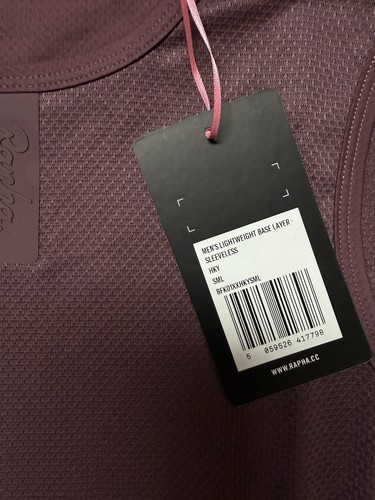 Rapha
MEN'S LIGHTWEIGHT BASE LAYER -
SLEEVELESS
HKY
SML
BFK01XXHKYSML
5 059526 417798
WWW.RAPHA.CC